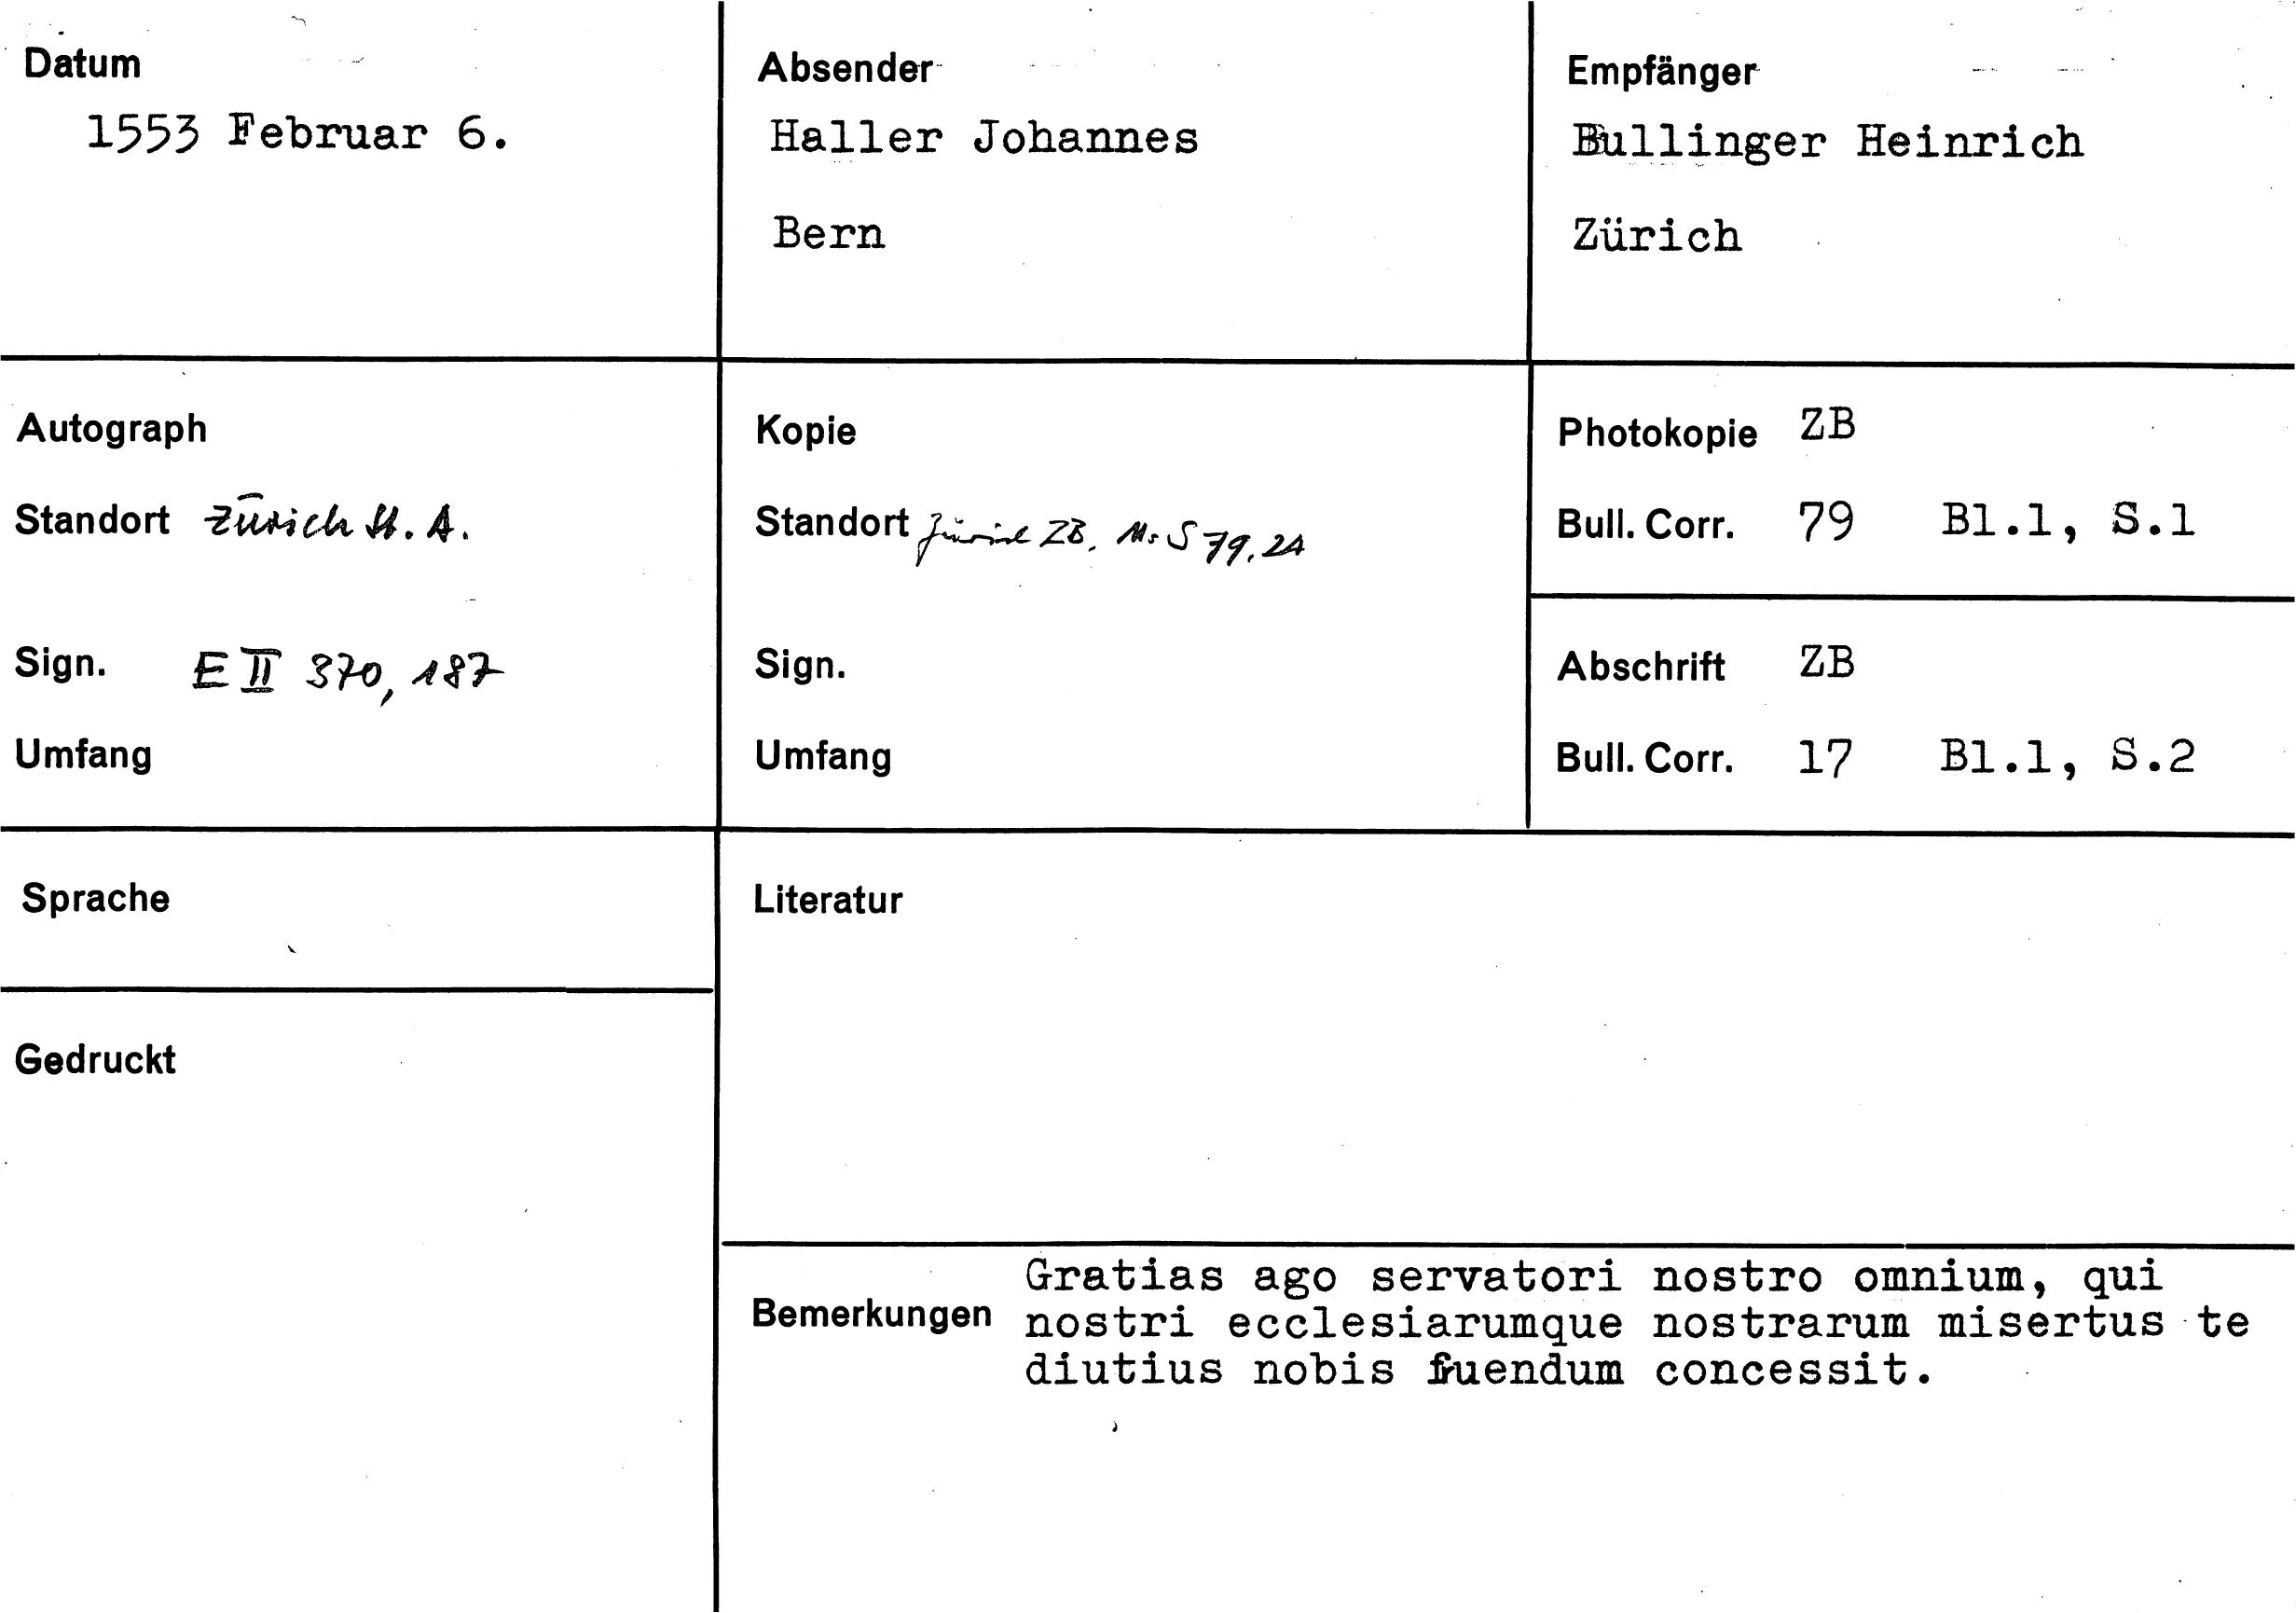 Datum
1553 Februar 6.
Absender
Haller Johannes
Bern
Empfänger
Bullinger Heinrich
Zürich
Autograph
Standort Zürich St. A.
Sign. E II 370, 187
Umfang
Kopie
Standort Zürich ZB, Ms S 79, 24
Sign.
Umfang
Photokopie ZB
Bull. Corr. 79 Bl.1, S.1
Abschrift ZB
Bull. Corr. 17 Bl.1, S.2
Sprache
Gedruckt
Literatur
Bemerkungen
Gratias ago servatori nostro omnium, qui
nostri ecclesiarumque nostrarum misertus te
diutius nobis fruendum concessit.